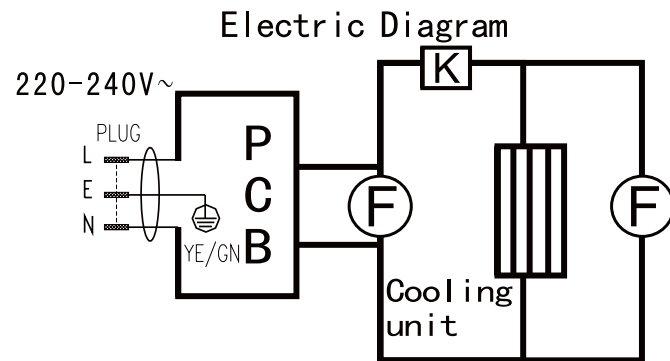 Electric Diagram
220-240V~
PLUG
L
E
N
YE/GN
P
C
B
K
F
F
Cooling
unit